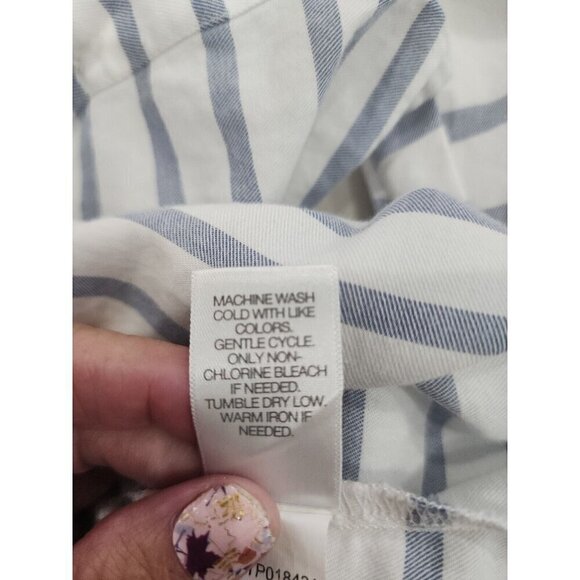 MACHINE WASH
COLD WITH LIKE
COLORS.
GENTLE CYCLE.
ONLY NON-
CHLORINE BLEACH
IF NEEDED.
TUMBLE DRY LOW.
WARM IRON IF
NEEDED.